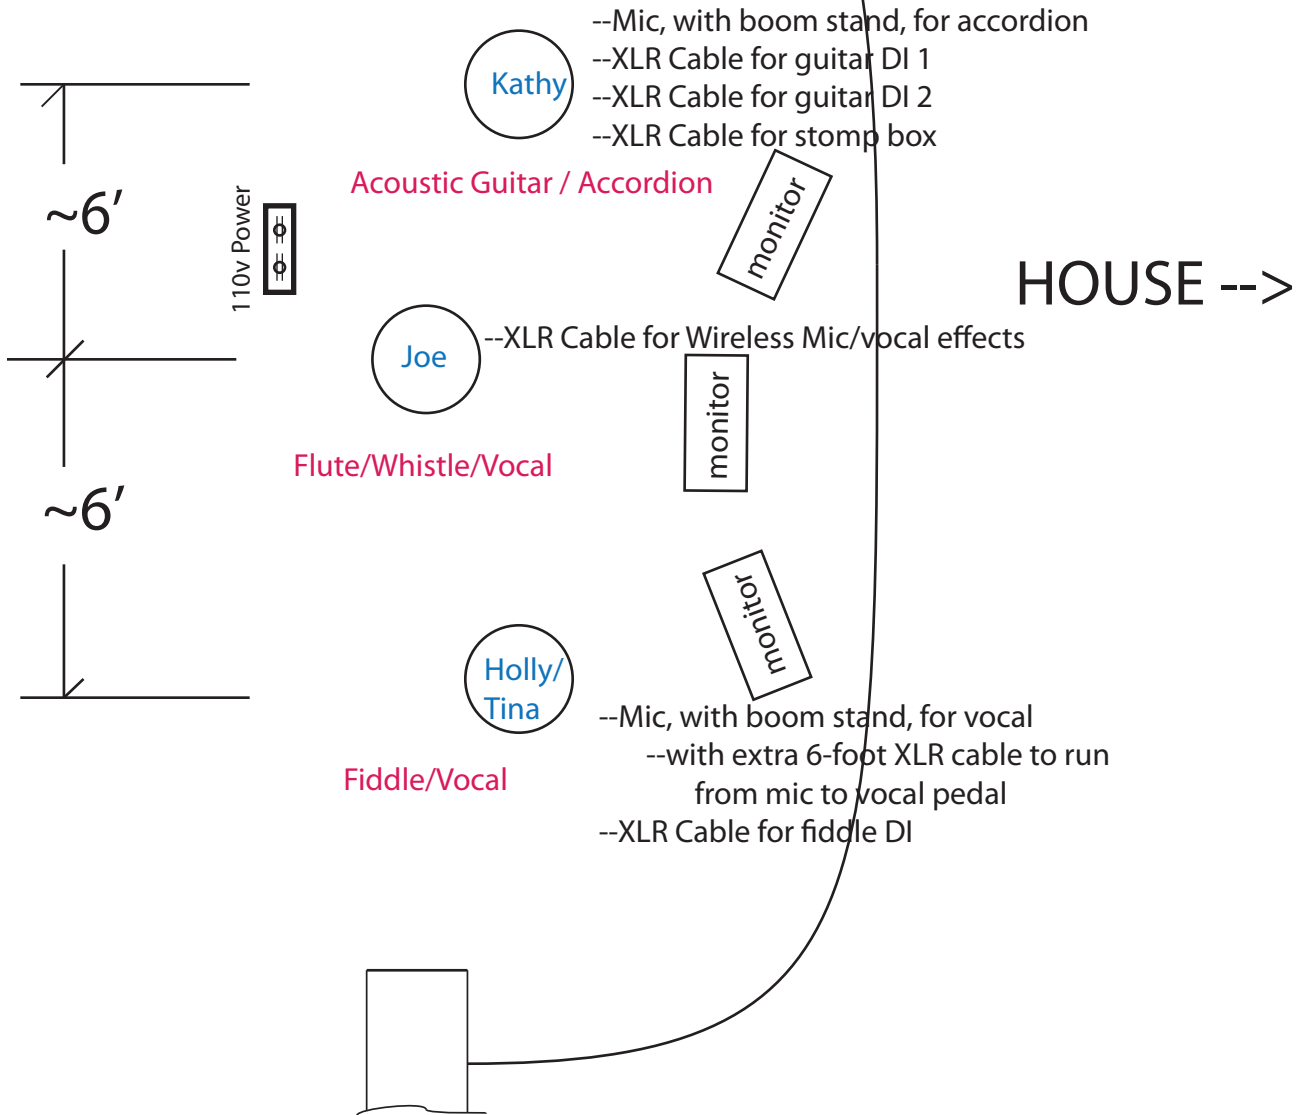 --Mic, with boom stand, for accordion
--XLR Cable for guitar DI 1
Kathy
--XLR Cable for guitar DI 2
--XLR Cable for stomp box
Acoustic Guitar / Accordion
~6’
110v Power
monitor
HOUSE -->
--XLR Cable for Wireless Mic/vocal effects
Joe
monitor
Flute/Whistle/Vocal
~6’
monitor
Holly/
Tina
--Mic, with boom stand, for vocal
--with extra 6-foot XLR cable to run
from mic to vocal pedal
Fiddle/Vocal
--XLR Cable for fiddle DI